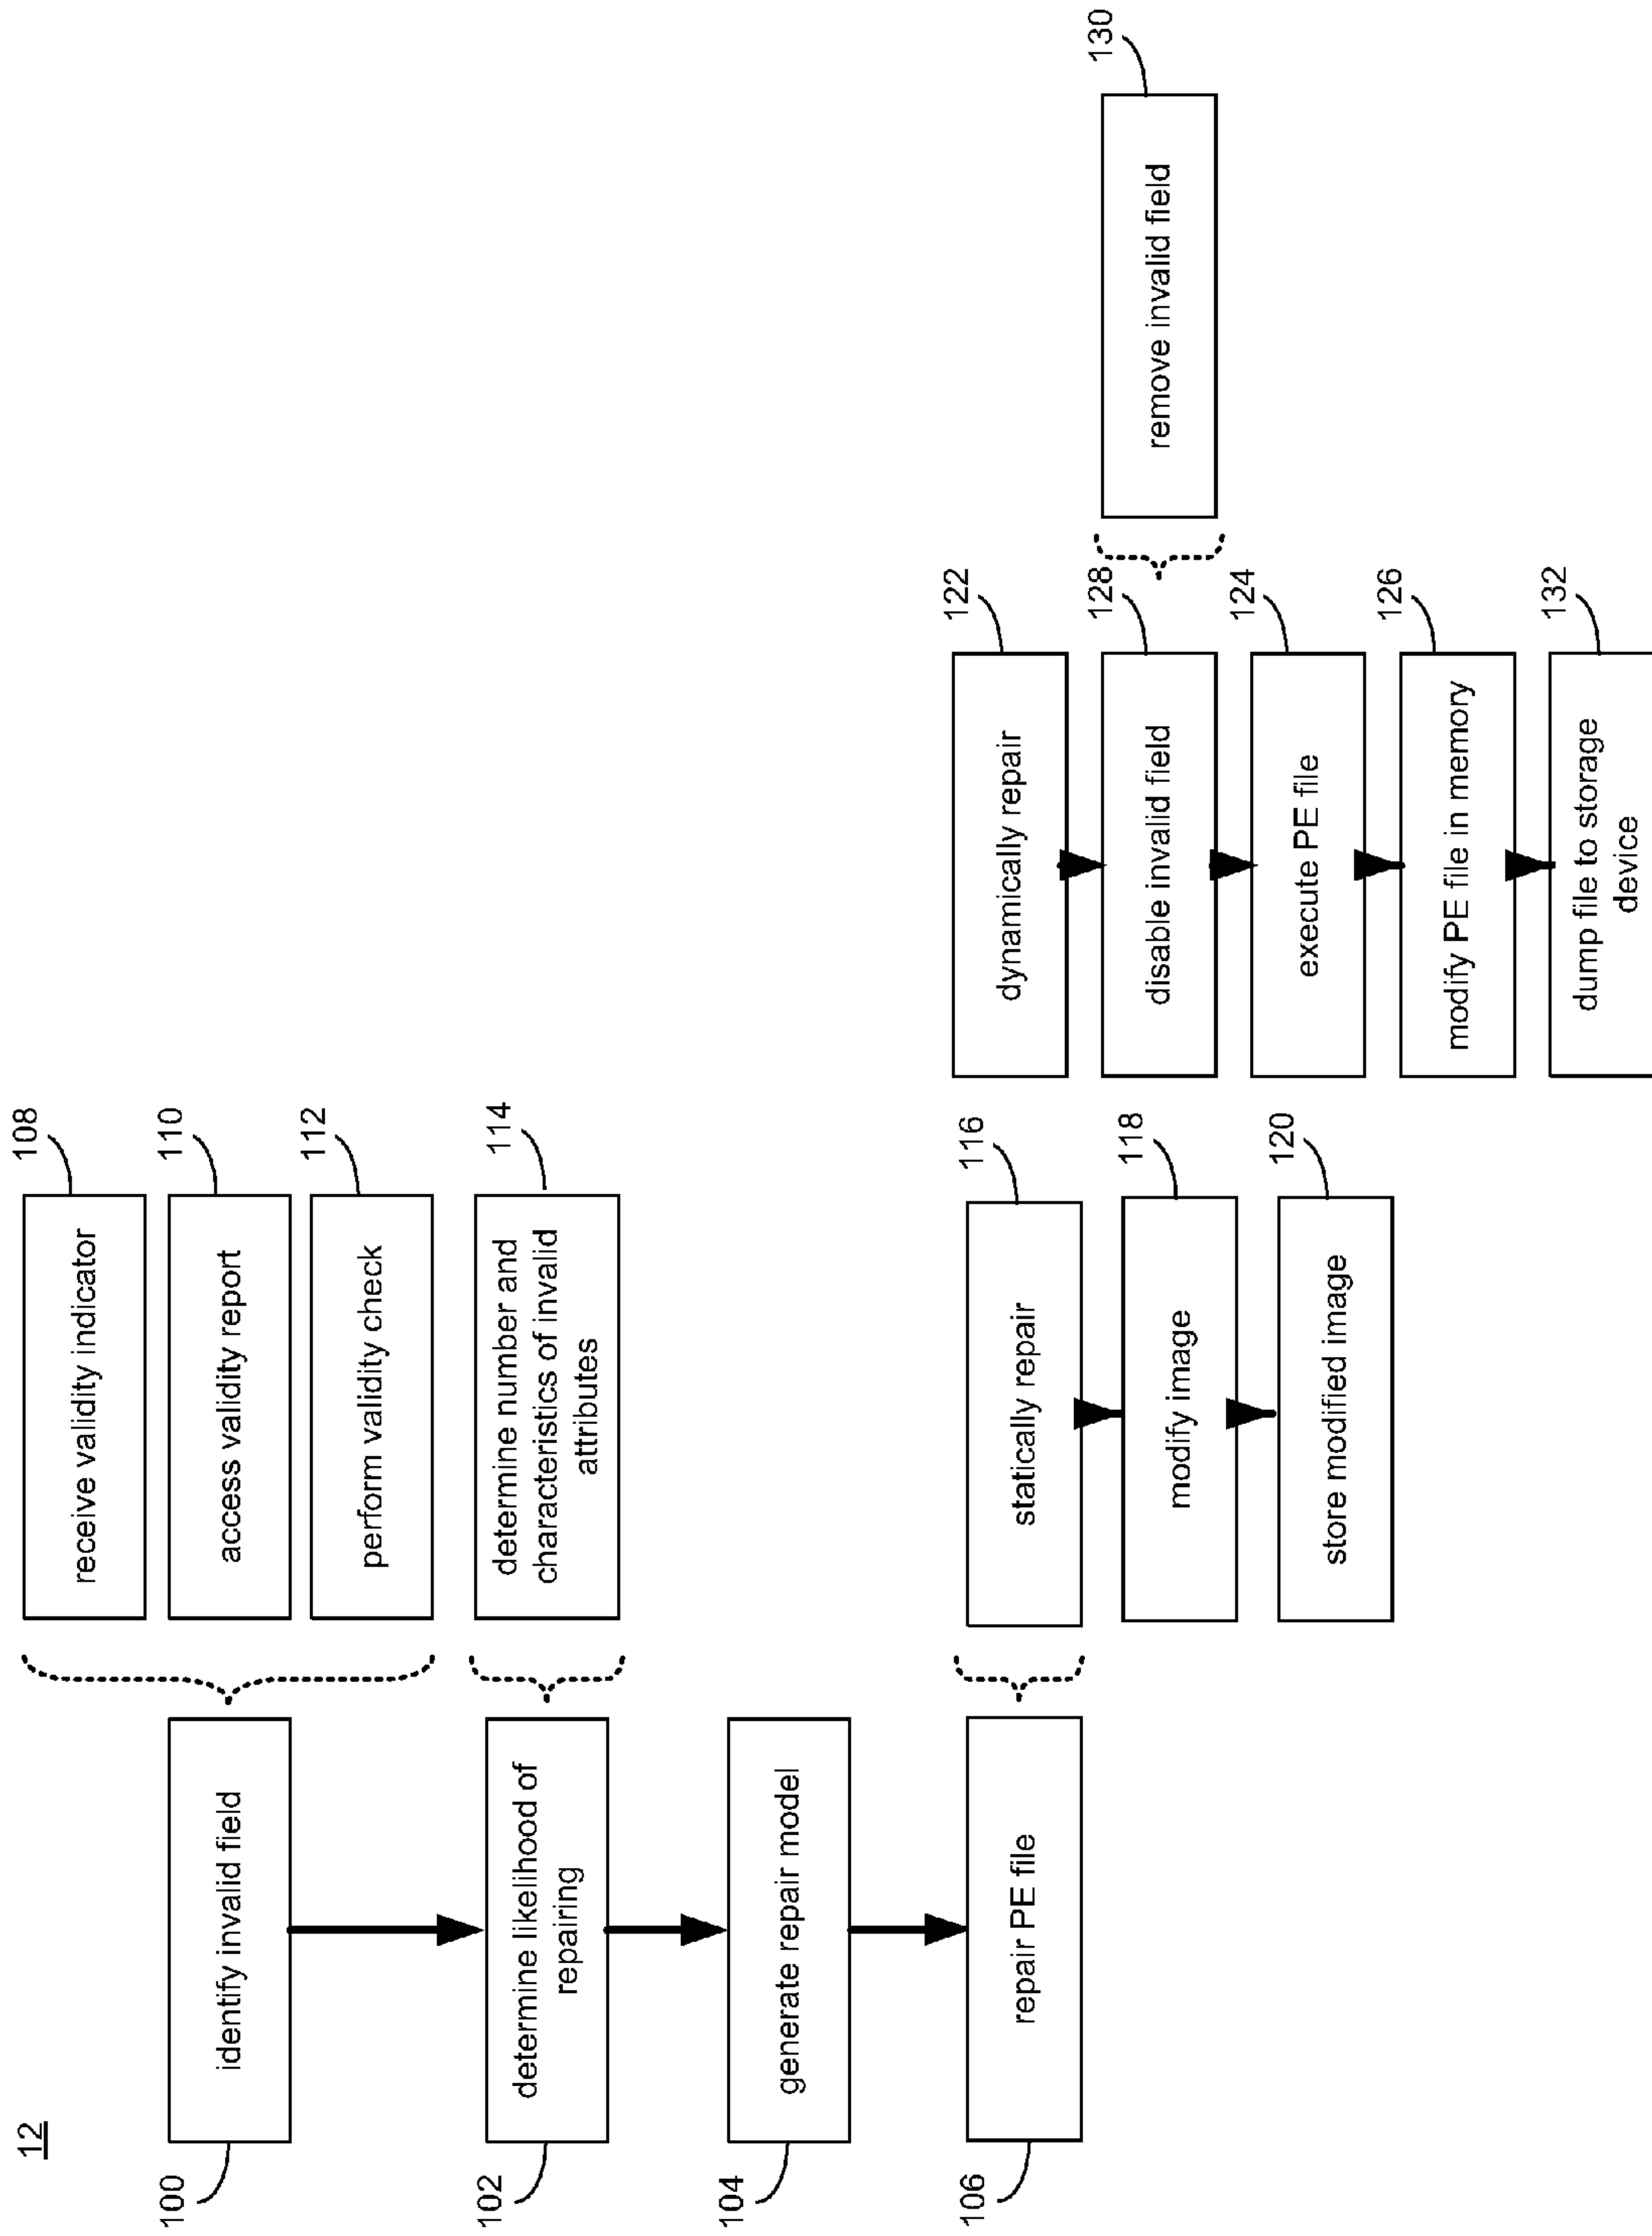 12
100
identify invalid field
102
determine likelihood of
repairing
104
generate repair model
106
repair PE file
receive validity indicator
108
access validity report
110
perform validity check
112
determine number and
characteristics of invalid
attributes
114
statically repair
116
modify image
118
store modified image
120
dynamically repair
122
disable invalid field
128
execute PE file
124
modify PE file in memory
126
dump file to storage
device
132
remove invalid field
130